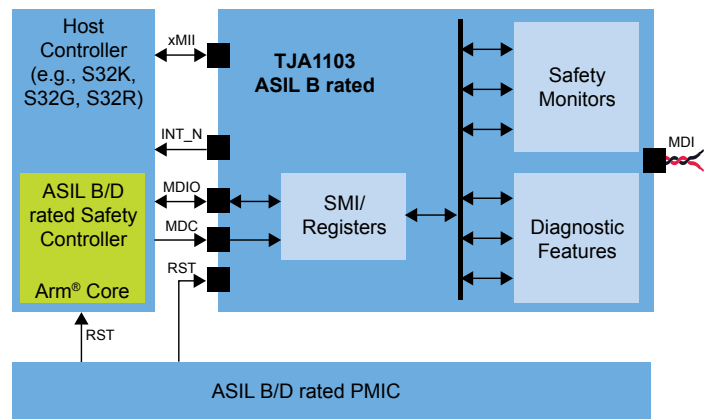 Host
Controller
(e.g., S32K,
S32G, S32R)
ASIL B/D
rated Safety
Controller
Arm® Core
xMII
INT_N
MDIO
MDC
RST
RST
TJA1103
ASIL B rated
SMI/
Registers
Safety
Monitors
Diagnostic
Features
MDI
ASIL B/D rated PMIC